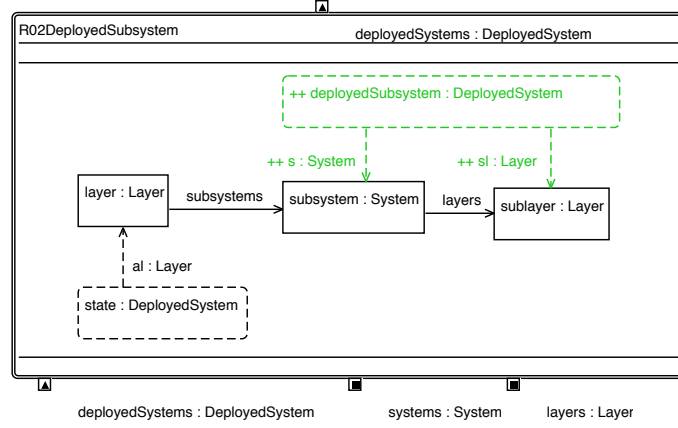 R02DeployedSubsystem
deployedSystems : DeployedSystem
++ deployedSubsystem : DeployedSystem
++ s : System
++ sl : Layer
layer : Layer
subsystems
subsystem : System
layers
sublayer : Layer
al : Layer
state : DeployedSystem
deployedSystems : DeployedSystem
systems : System
layers : Layer